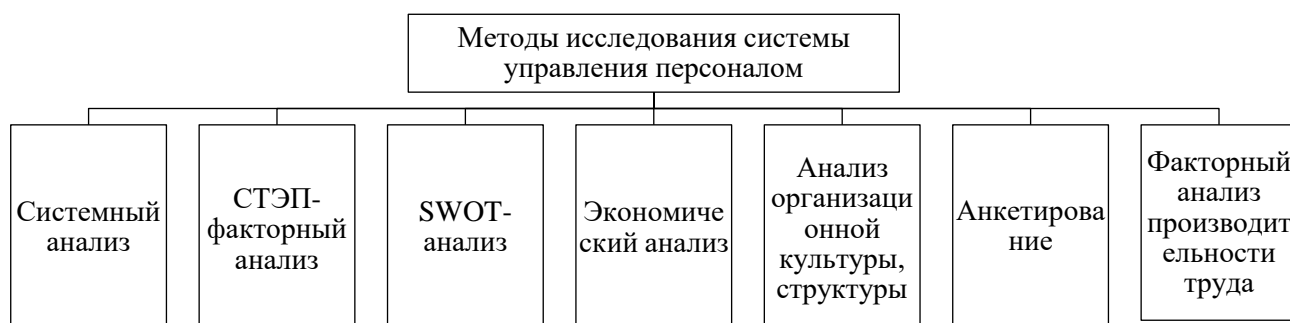 Методы исследования системы
управления персоналом
Системный
анализ
СТЭП-
факторный
анализ
SWOT-
анализ
Экономиче
ский анализ
Анализ
организаци
онной
культуры,
структуры
Анкетирова
ние
Факторный
анализ
производит
ельности
труда